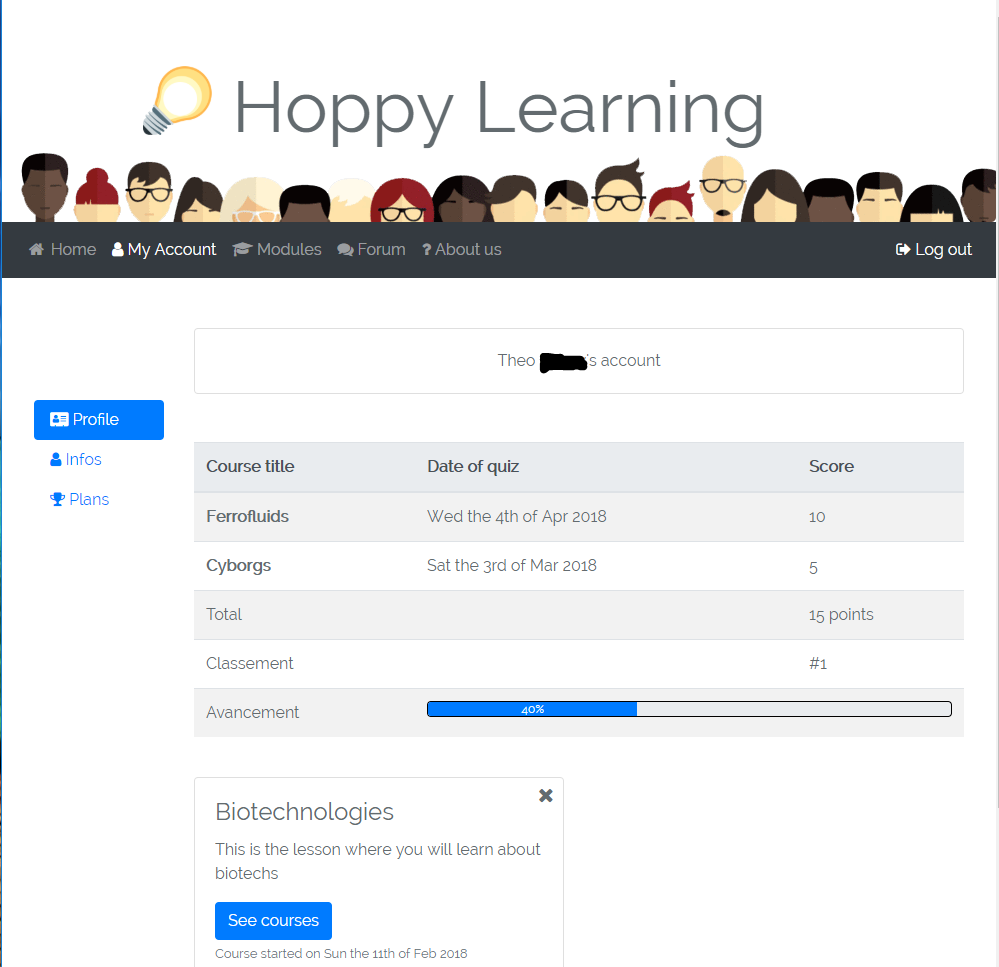 Hoppy Learning
Home My Account Modules Forum ? About us Log out
Theo 's account
Profile
Infos
Plans
Course title Date of quiz Score
Ferrofluids Wed the 4th of Apr 2018 10
Cyborgs Sat the 3rd of Mar 2018 5
Total 15 points
Classement #1
Avancement 40%
Biotechnologies
This is the lesson where you will learn about
biotechs
See courses
Course started on Sun the 11th of Feb 2018